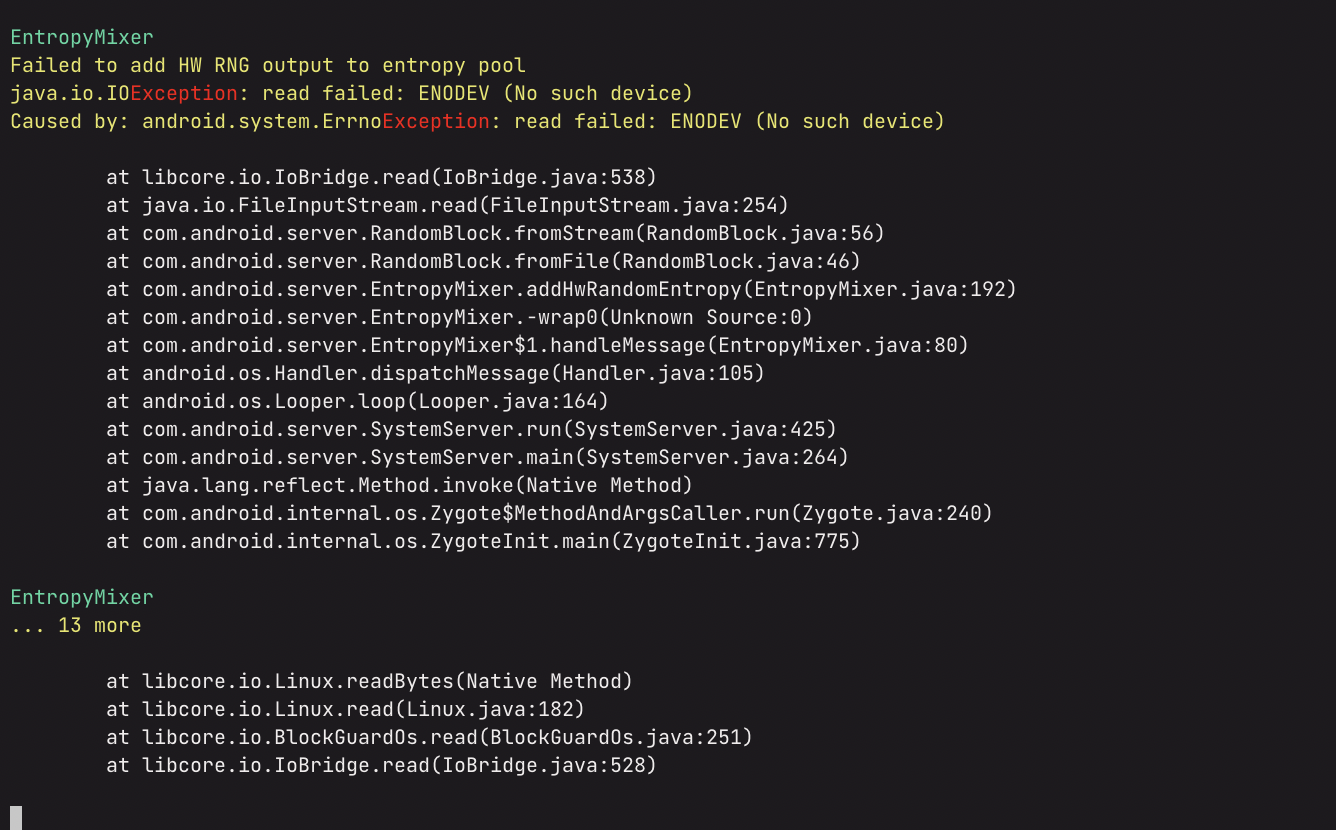 EntropyMixer
Failed to add HW RNG output to entropy pool
java.io.IOException: read failed: ENODEV (No such device)
Caused by: android.system.ErrnoException: read failed: ENODEV (No such device)
at libcore.io.IoBridge.read(IoBridge.java:538)
at java.io.FileInputStream.read(FileInputStream.java:254)
at com.android.server.RandomBlock.fromStream(RandomBlock.java:56)
at com.android.server.RandomBlock.fromFile(RandomBlock.java:46)
at com.android.server.EntropyMixer.addHwRandomEntropy(EntropyMixer.java:192)
at com.android.server.EntropyMixer.-wrap0(Unknown Source:0)
at com.android.server.EntropyMixer$1.handleMessage(EntropyMixer.java:80)
at android.os.Handler.dispatchMessage(Handler.java:105)
at android.os.Looper.loop(Looper.java:164)
at com.android.server.SystemServer.run(SystemServer.java:425)
at com.android.server.SystemServer.main(SystemServer.java:264)
at java.lang.reflect.Method.invoke(Native Method)
at com.android.internal.os.Zygote$MethodAndArgsCaller.run(Zygote.java:240)
at com.android.internal.os.ZygoteInit.main(ZygoteInit.java:775)
EntropyMixer
... 13 more
at libcore.io.Linux.readBytes(Native Method)
at libcore.io.Linux.read(Linux.java:182)
at libcore.io.BlockGuardOs.read(BlockGuardOs.java:251)
at libcore.io.IoBridge.read(IoBridge.java:528)